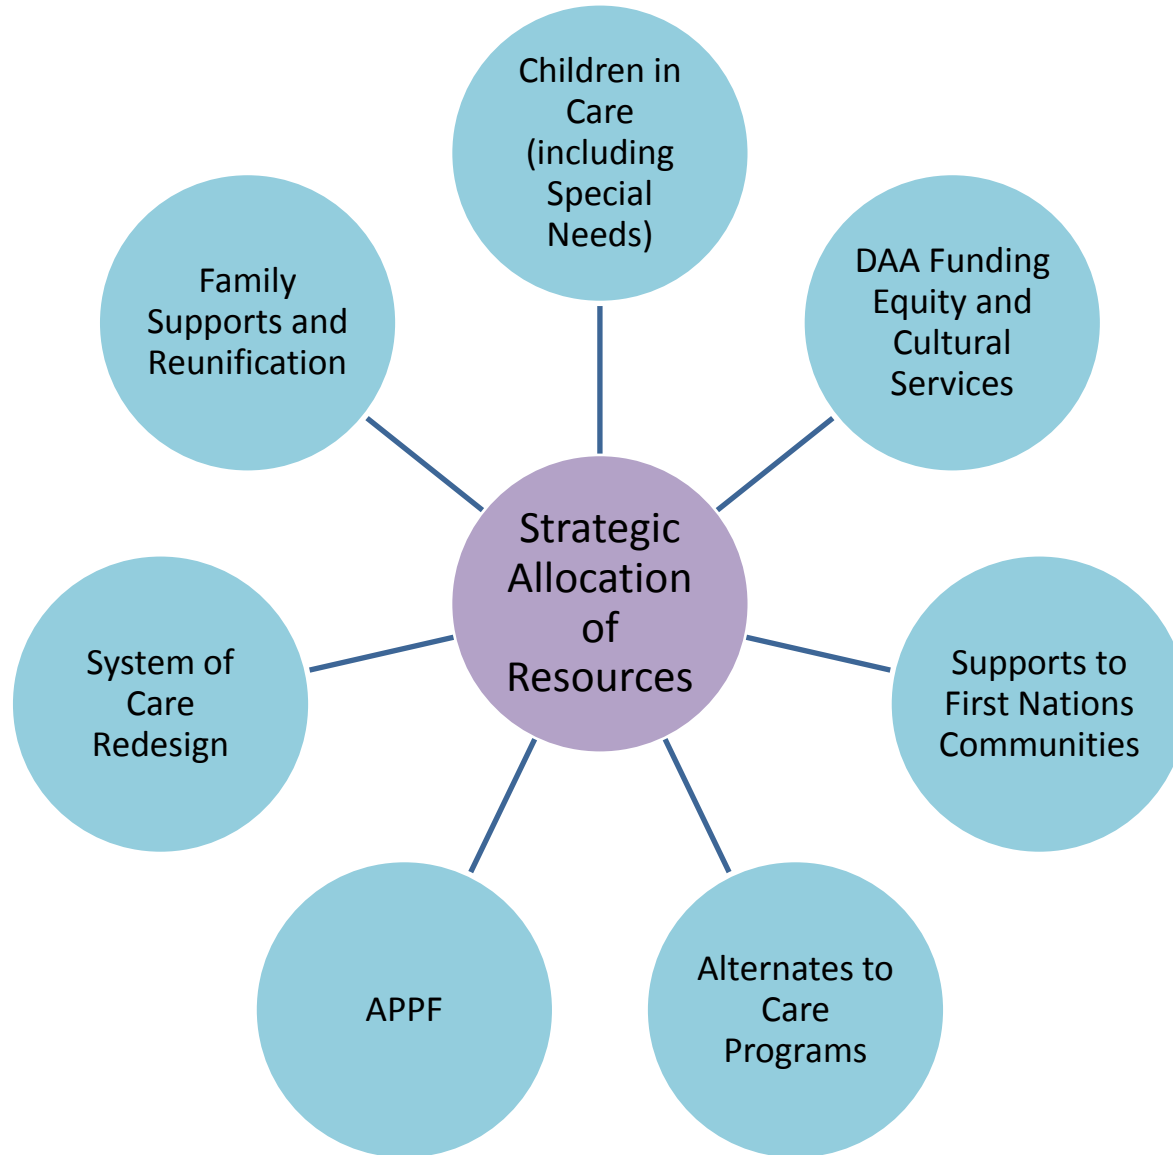 Children in
Care
(including
Special
Needs)
DAA Funding
Equity and
Cultural
Services
Supports to
First Nations
Communities
Alternates to
Care
Programs
APPF
System of
Care
Redesign
Family
Supports and
Reunification
Strategic
Allocation
of
Resources